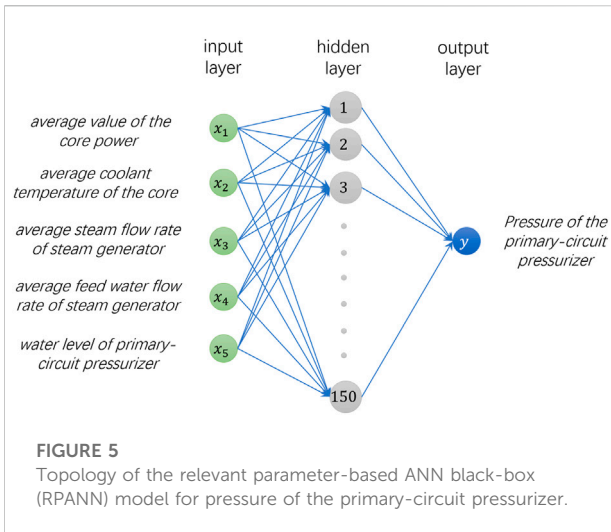 input
layer
hidden
layer
output
layer
average value of the
core power
average coolant
temperature of the core
average steam flow rate
of steam generator
average feed water flow
rate of steam generator
water level of primary-
circuit pressurizer
x1
x2
x3
x4
x5
1
2
3
150
y
Pressure of the
primary-circuit
pressurizer
FIGURE 5
Topology of the relevant parameter-based ANN black-box
(RPANN) model for pressure of the primary-circuit pressurizer.